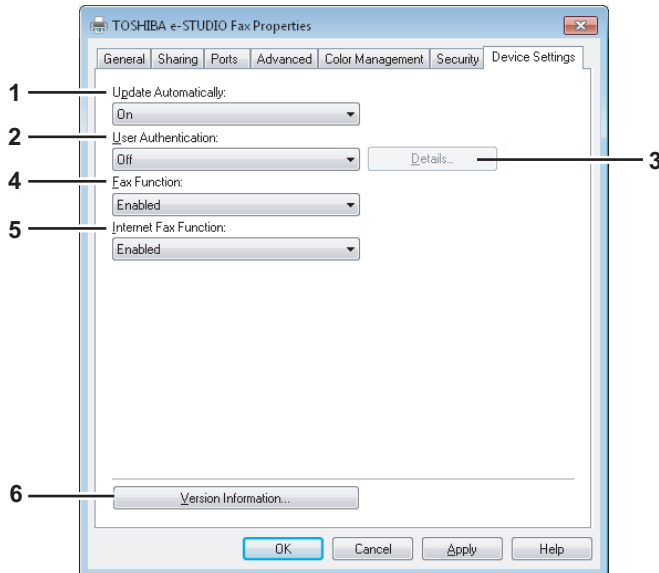 TOSHIBA e-STUDIO Fax Properties
General Sharing Ports Advanced Color Management Security Device Settings
1 Update Automatically:
On
2 User Authentication:
Off Details... 3
4 Fax Function:
Enabled
5 Internet Fax Function:
Enabled
6 Version Information...
OK Cancel Apply Help